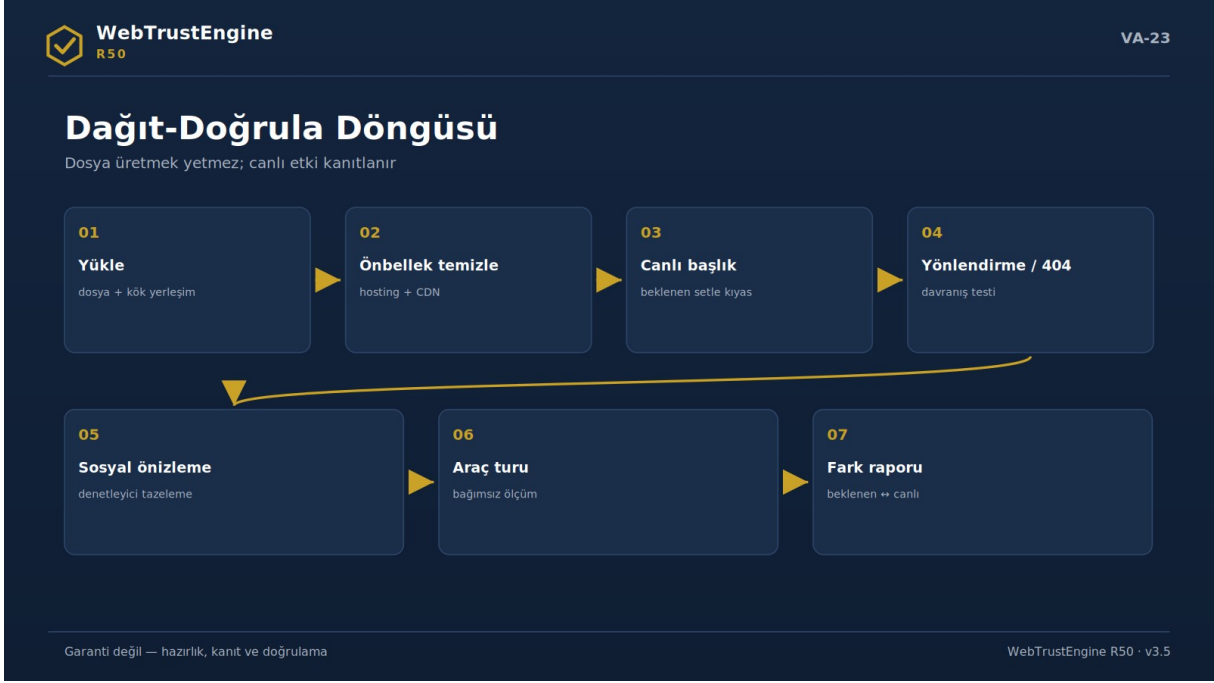 WebTrustEngine
R50
VA-23
Dağıt-Doğrula Döngüsü
Dosya üretmek yetmez; canlı etki kanıtlanır
01
Yükle
dosya + kök yerleşim
02
Önbellek temizle
hosting + CDN
03
Canlı başlık
beklenen setle kıyas
04
Yönlendirme / 404
davranış testi
05
Sosyal önizleme
denetleyici tazeleme
06
Araç turu
bağımsız ölçüm
07
Fark raporu
beklenen ↔ canlı
Garanti değil — hazırlık, kanıt ve doğrulama
WebTrustEngine R50 · v3.5